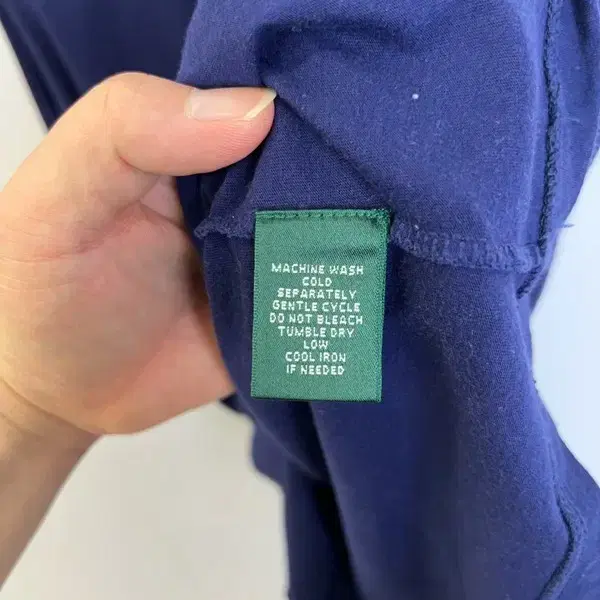 MACHINE WASH
COLD
SEPARATELY
GENTLE CYCLE
DO NOT BLEACH
TUMBLE DRY
LOW
COOL IRON
IF NEEDED